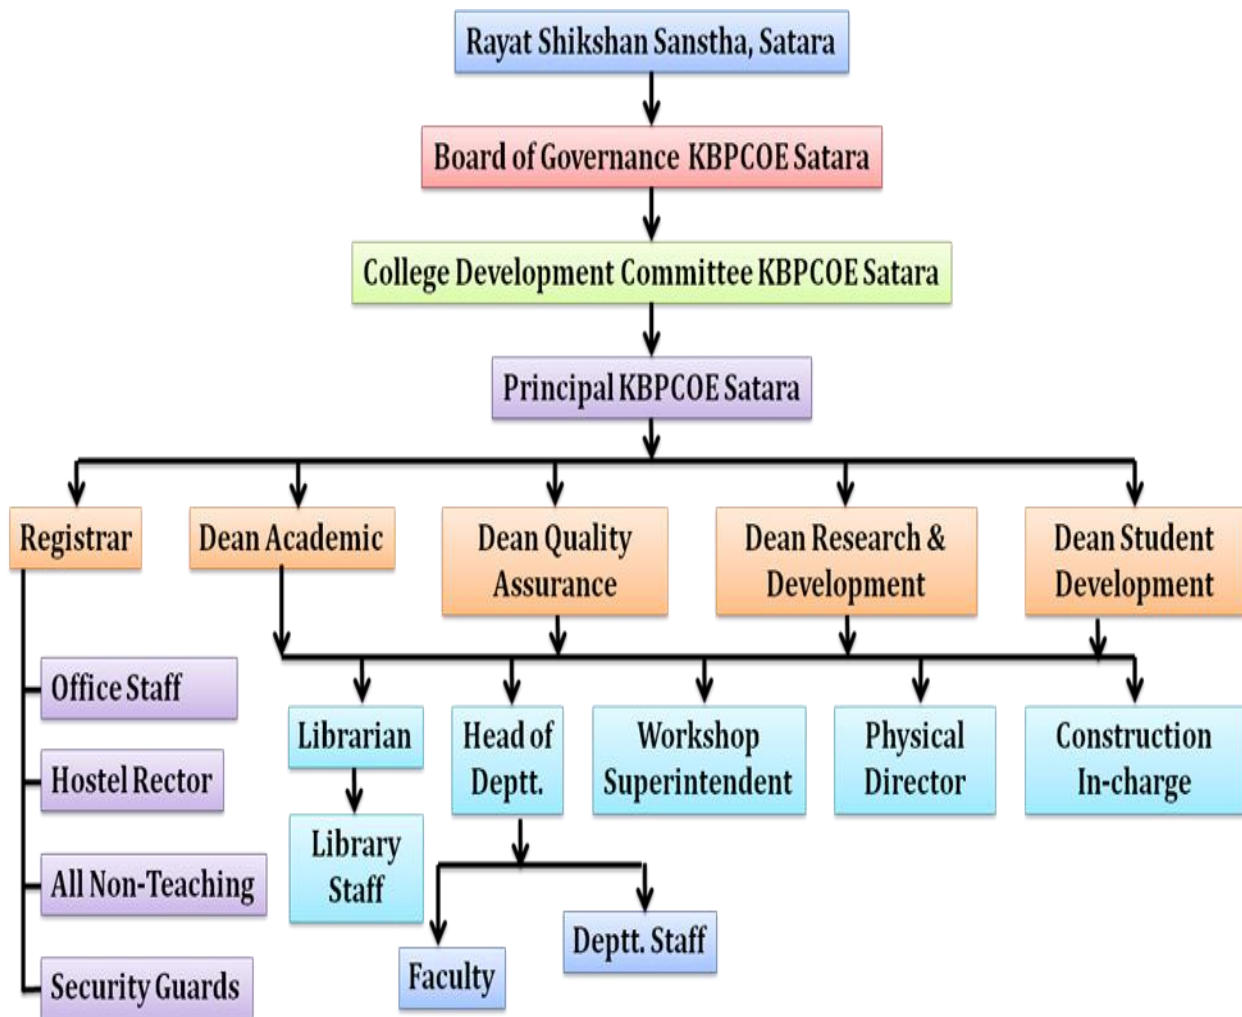 Rayat Shikshan Sanstha, Satara
Board of Governance KBPCOE Satara
College Development Committee KBPCOE Satara
Principal KBPCOE Satara
Registrar
Dean Academic
Dean Quality
Assurance
Dean Research &
Development
Dean Student
Development
Office Staff
Hostel Rector
All Non-Teaching
Security Guards
Librarian
Head of
Deptt.
Workshop
Superintendent
Physical
Director
Construction
In-charge
Library
Staff
Faculty
Deptt. Staff